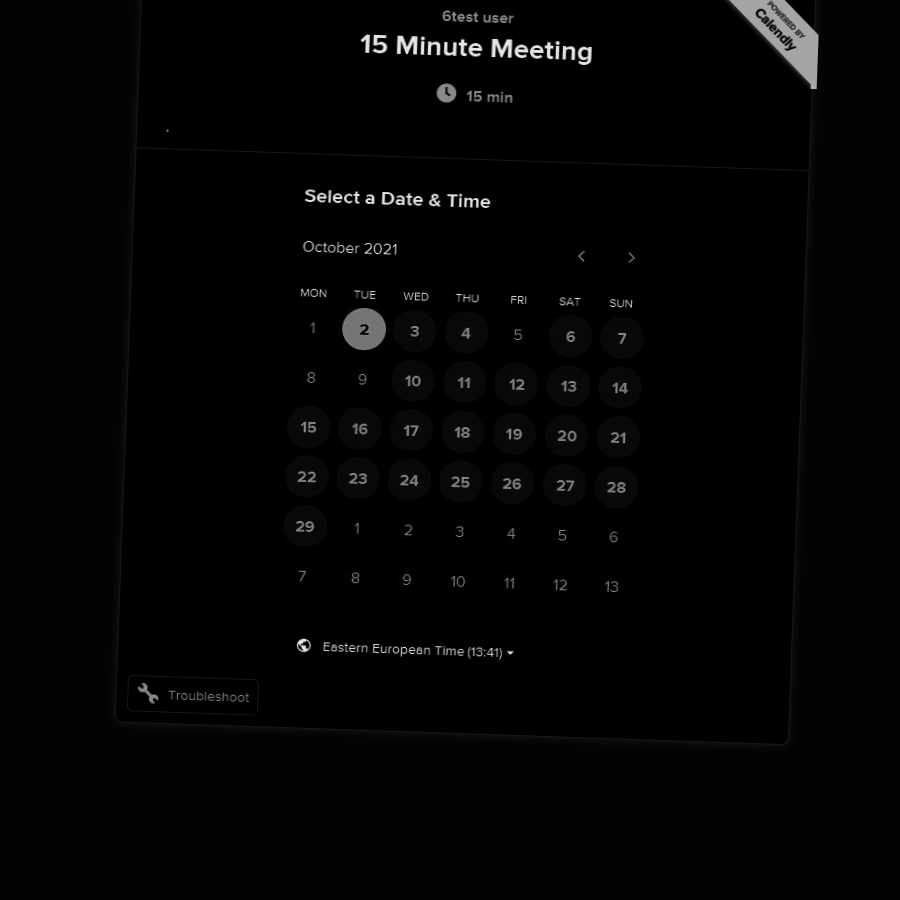 6test user
POWERED BY
Calendly
15 Minute Meeting
15 min
.
Select a Date & Time
October 2021
MON TUE WED THU FRI SAT SUN
1 2 3 4 5 6 7
8 9 10 11 12 13 14
15 16 17 18 19 20 21
22 23 24 25 26 27 28
29 1 2 3 4 5 6
7 8 9 10 11 12 13
Eastern European Time (13:41)
Troubleshoot